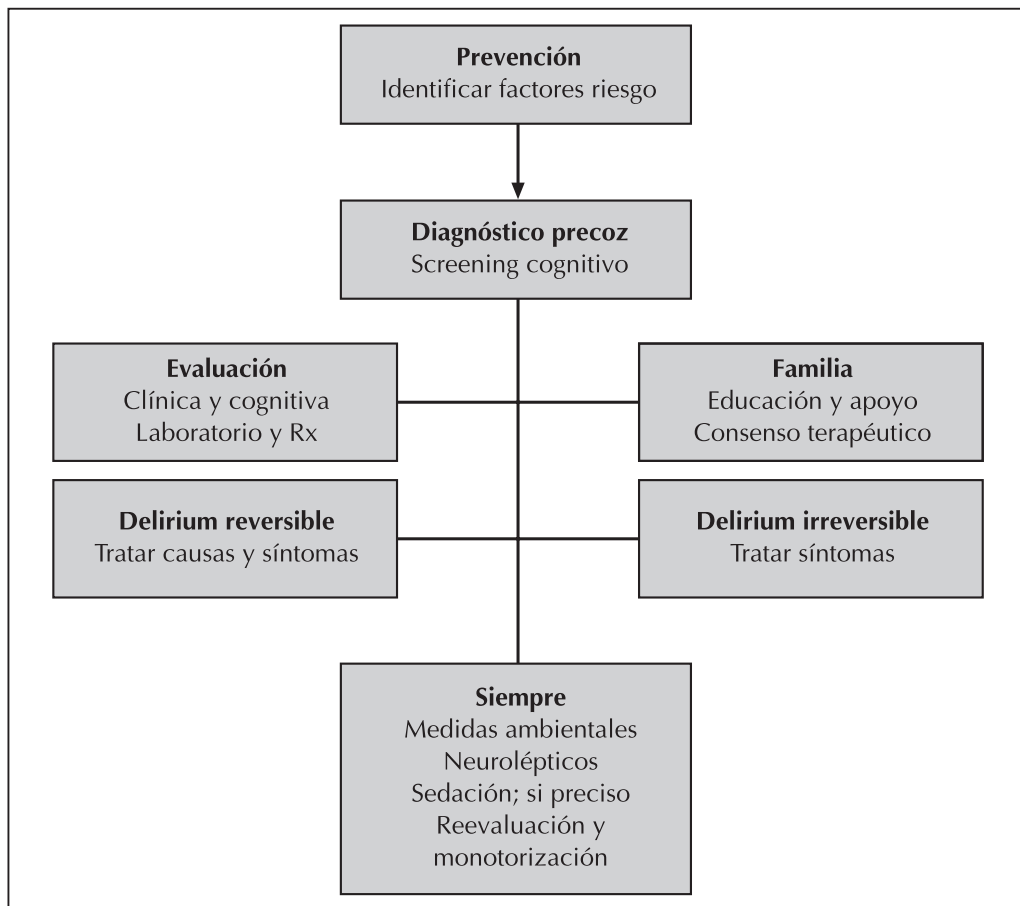 Prevención
Identificar factores riesgo
Diagnóstico precoz
Screening cognitivo
Evaluación
Clínica y cognitiva
Laboratorio y Rx
Familia
Educación y apoyo
Consenso terapéutico
Delirium reversible
Tratar causas y síntomas
Delirium irreversible
Tratar síntomas
Siempre
Medidas ambientales
Neurolépticos
Sedación; si preciso
Reevaluación y
monotorización